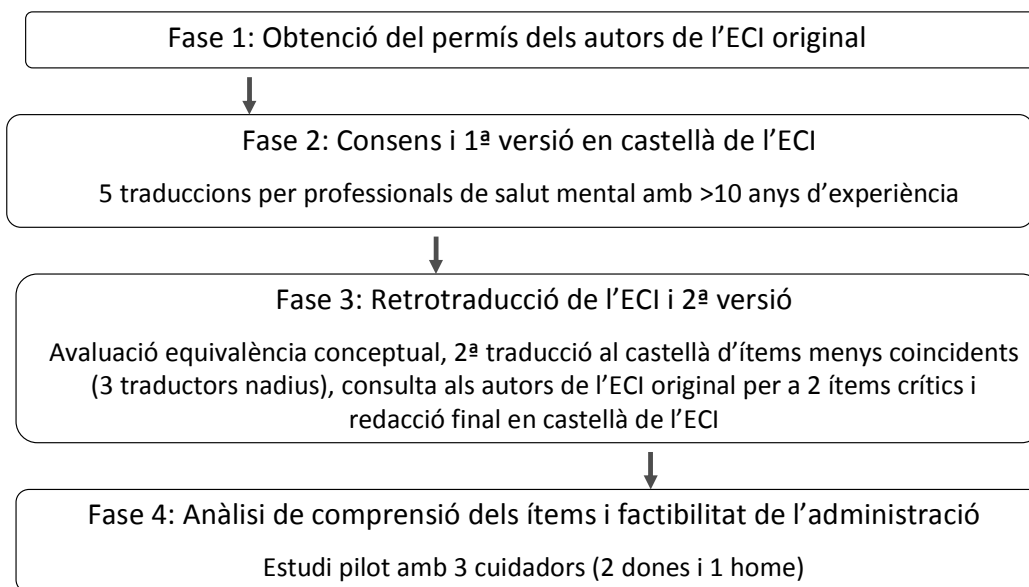 Fase 1: Obtenció del permís dels autors de l’ECI original
Fase 2: Consens i 1ª versió en castellà de l’ECI
5 traduccions per professionals de salut mental amb >10 anys d’experiència
Fase 3: Retrotraducció de l’ECI i 2ª versió
Avaluació equivalència conceptual, 2ª traducció al castellà d’ítems menys coincidents
(3 traductors nadius), consulta als autors de l’ECI original per a 2 ítems crítics i
redacció final en castellà de l’ECI
Fase 4: Anàlisi de comprensió dels ítems i factibilitat de l’administració
Estudi pilot amb 3 cuidadors (2 dones i 1 home)